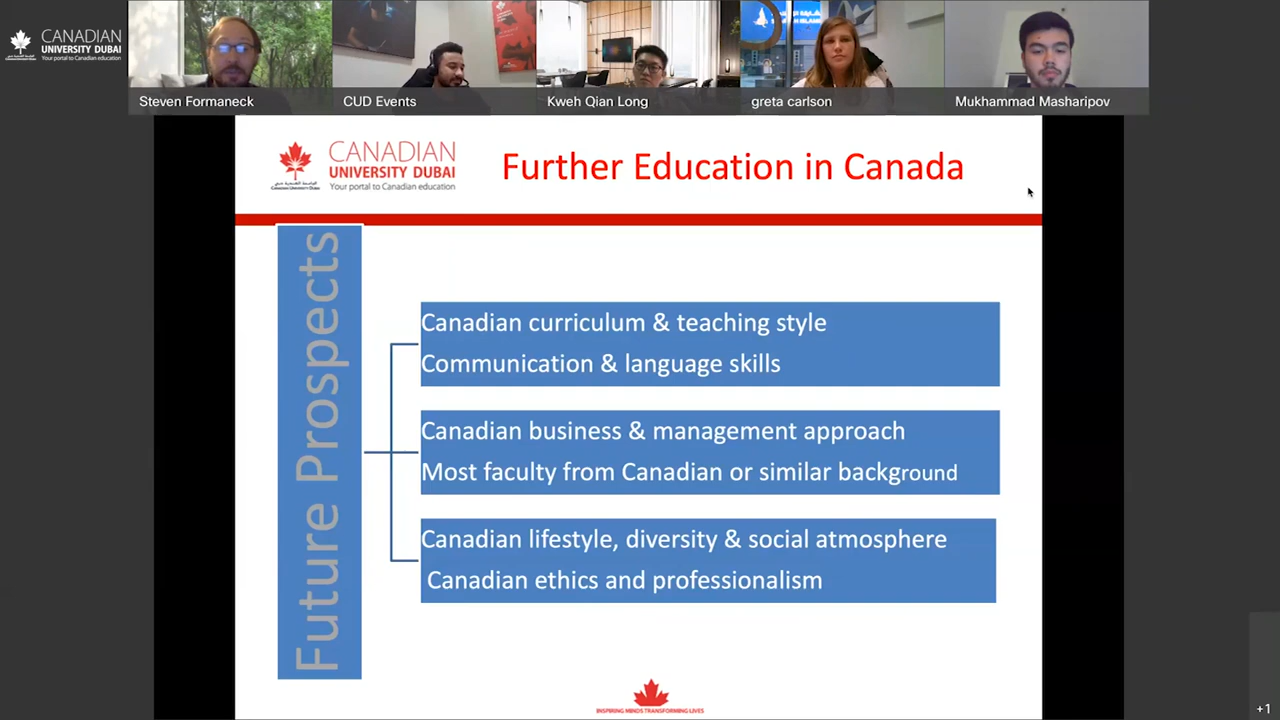 CANADIAN
UNIVERSITY DUBAI
Your portal to Canadian education
Steven Formaneck
CUD Events
Kweh Qian Long
greta carlson
Mukhammad Masharipov
CANADIAN
UNIVERSITY DUBAI
Your portal to Canadian education
Further Education in Canada
Future Prospects
Canadian curriculum & teaching style
Communication & language skills
Canadian business & management approach
Most faculty from Canadian or similar background
Canadian lifestyle, diversity & social atmosphere
Canadian ethics and professionalism
INSPIRING MINDS TRANSFORMING LIVES
+1